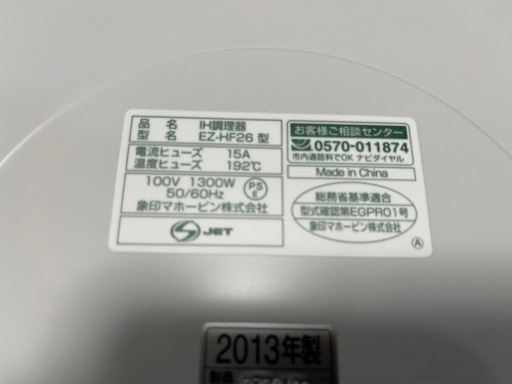 品 名 IH調理器
型 名 EZ-HF26 型
電流ヒューズ 15A
温度ヒューズ 192℃
100V 1300W
50/60Hz
PS
E
象印マホービン株式会社
JET
お客様ご相談センター
0570-011874
市内通話料でOK ナビダイヤル
Made in China
総務省基準適合
型式確認第EGPR01号
象印マホービン株式会社
A
2013年製